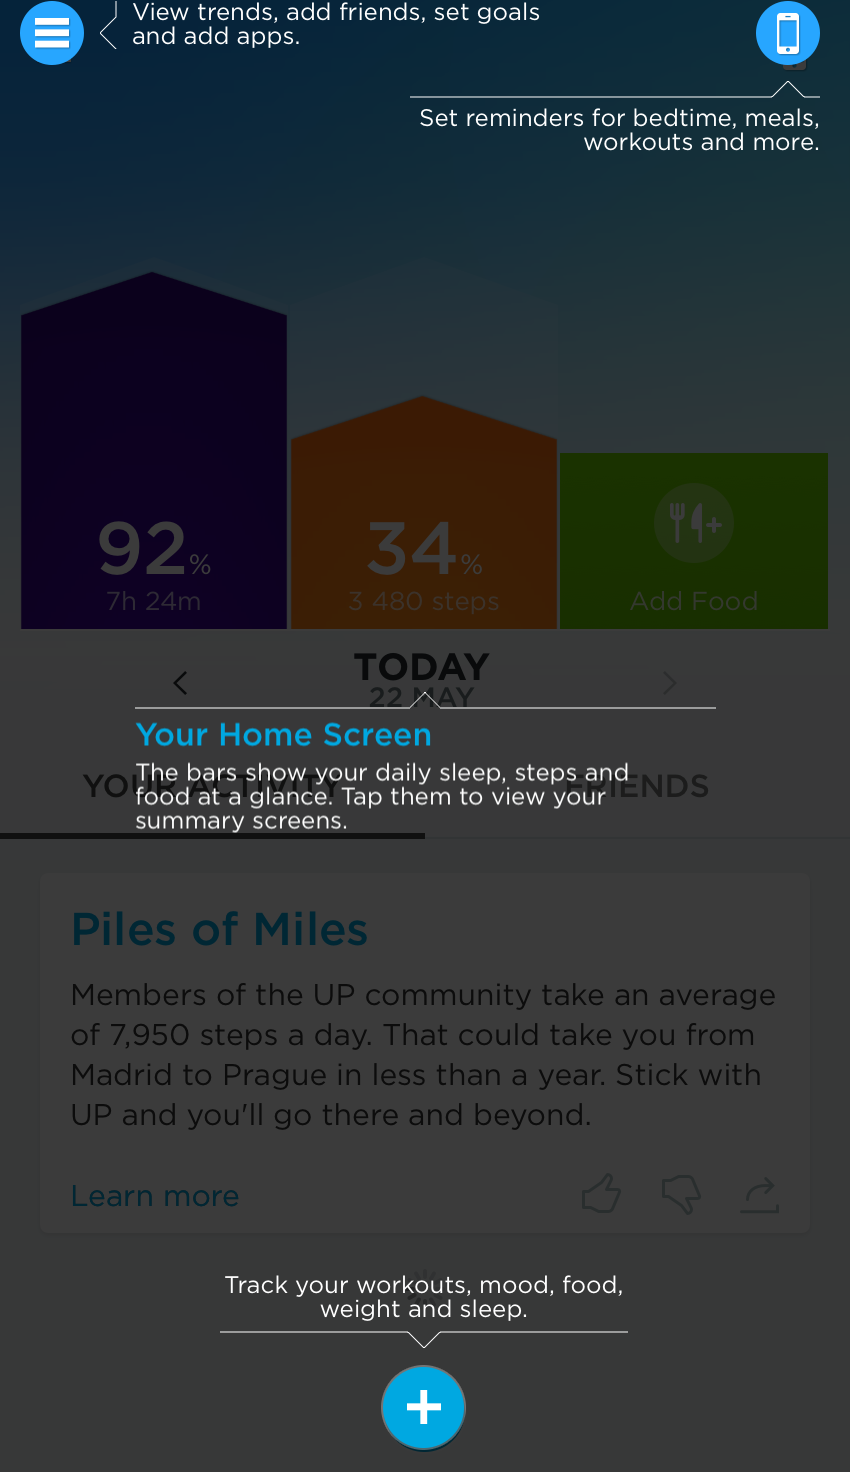 View trends, add friends, set goals
and add apps.
Set reminders for bedtime, meals,
workouts and more.
92%
7h 24m
34%
3 480 steps
Add Food
TODAY
22 MAY
Your Home Screen
The bars show your daily sleep, steps and
food at a glance. Tap them to view your
summary screens.
YOUR ACTIVITY
FRIENDS
Piles of Miles
Members of the UP community take an average
of 7,950 steps a day. That could take you from
Madrid to Prague in less than a year. Stick with
UP and you'll go there and beyond.
Learn more
Track your workouts, mood, food,
weight and sleep.